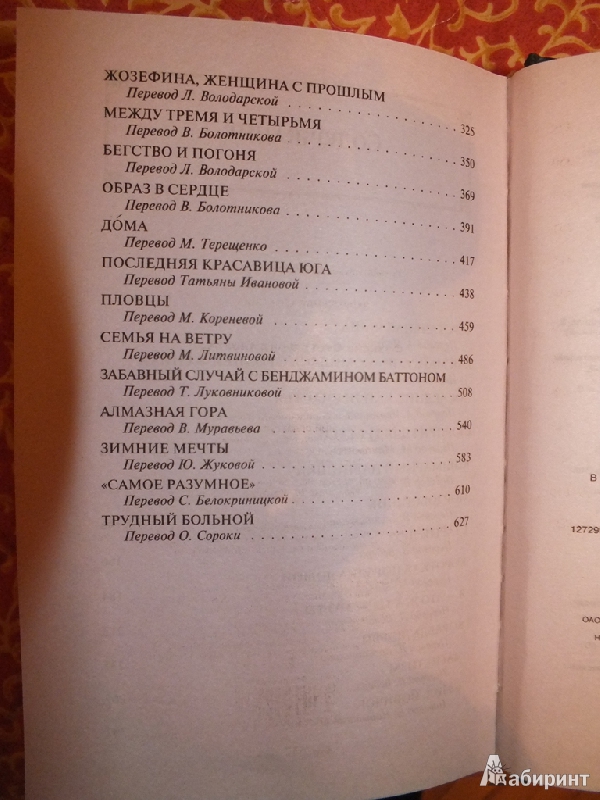 ЖОЗЕФИНА, ЖЕНЩИНА С ПРОШЛЫМ
Перевод Л. Володарской . . . . . . . . . . . . . . . . . . . . 325
МЕЖДУ ТРЕМЯ И ЧЕТЫРЬМЯ
Перевод В. Болотникова . . . . . . . . . . . . . . . . . . . . 350
БЕГСТВО И ПОГОНЯ
Перевод Л. Володарской . . . . . . . . . . . . . . . . . . . . 369
ОБРАЗ В СЕРДЦЕ
Перевод В. Болотникова . . . . . . . . . . . . . . . . . . . . 391
ДО́МА
Перевод М. Терещенко . . . . . . . . . . . . . . . . . . . . 417
ПОСЛЕДНЯЯ КРАСАВИЦА ЮГА
Перевод Татьяны Ивановой . . . . . . . . . . . . . . . . . . 438
ПЛОВЦЫ
Перевод М. Кореневой . . . . . . . . . . . . . . . . . . . . 459
СЕМЬЯ НА ВЕТРУ
Перевод М. Литвиновой . . . . . . . . . . . . . . . . . . . . 486
ЗАБАВНЫЙ СЛУЧАЙ С БЕНДЖАМИНОМ БАТТОНОМ
Перевод Т. Луковниковой . . . . . . . . . . . . . . . . . . . 508
АЛМАЗНАЯ ГОРА
Перевод В. Муравьева . . . . . . . . . . . . . . . . . . . . 540
ЗИМНИЕ МЕЧТЫ
Перевод Ю. Жуковой . . . . . . . . . . . . . . . . . . . . . 583
«САМОЕ РАЗУМНОЕ»
Перевод С. Белокриницкой . . . . . . . . . . . . . . . . . . 610
ТРУДНЫЙ БОЛЬНОЙ
Перевод О. Сороки . . . . . . . . . . . . . . . . . . . . . . 627
В
12729
Лабиринт